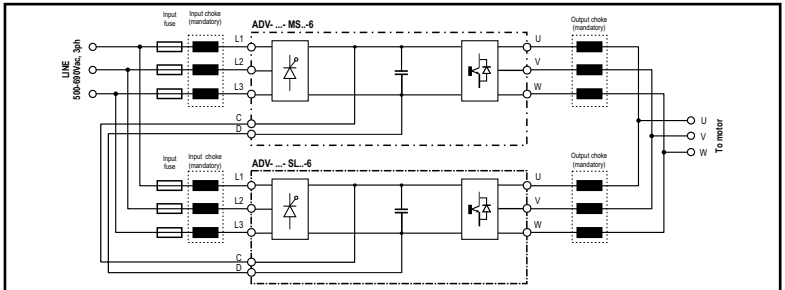 Input
fuse
Input choke
(mandatory)
ADV- ...- MS..-6
Output choke
(mandatory)
LINE
500-690Vac, 3ph
L1
L2
L3
C
D
U
V
W
U
V
W
To motor
Input
fuse
Input choke
(mandatory)
ADV- ...- SL..-6
Output choke
(mandatory)
L1
L2
L3
C
D
U
V
W